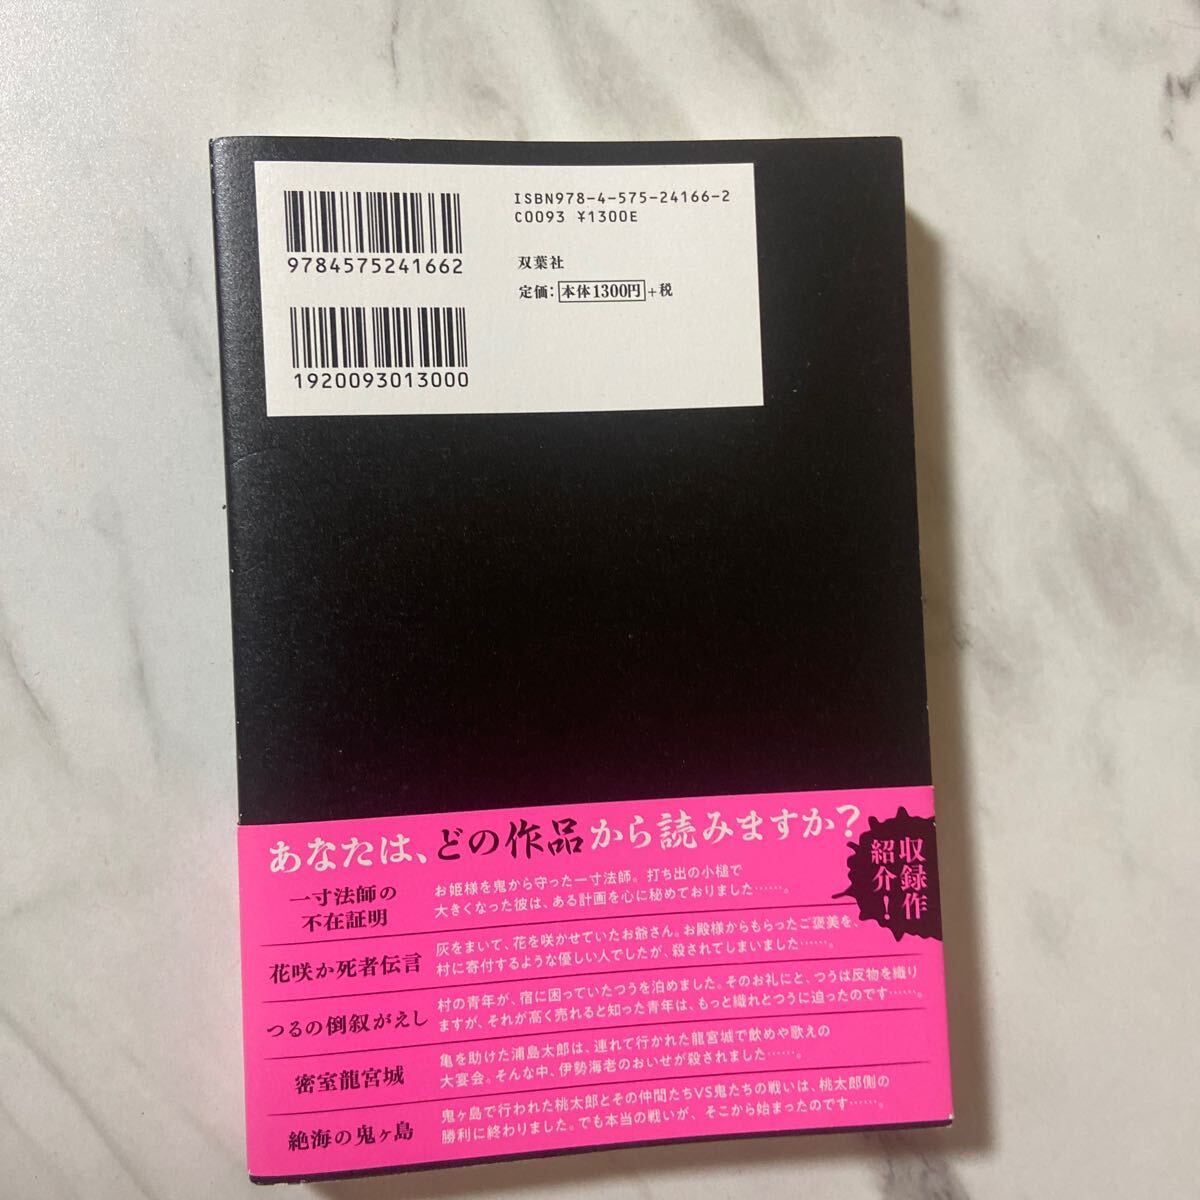 ISBN978-4-575-24166-2
C0093 ¥1300E
9784575241662
双葉社
定価：本体1300円+税
1920093013000
あなたは、どの作品から読みますか?
収録作
紹介！
一寸法師の
不在証明
お姫様を鬼から守った一寸法師。打ち出の小槌で
大きくなった彼は、ある計画を心に秘めておりました……。
花咲か死者伝言
灰をまいて、花を咲かせていたお爺さん。お殿様からもらったご褒美を、
村に寄付するような優しい人でしたが、殺されてしまいました……。
つるの倒叙がえし
村の青年が、宿に困っていたつうを泊めました。そのお礼にと、つうは反物を織り
ますが、それが高く売れると知った青年は、もっと織れとつうに迫ったのです……。
密室龍宮城
亀を助けた浦島太郎は、連れて行かれた龍宮城で飲めや歌えの
大宴会。そんな中、伊勢海老のおいせが殺されました……。
絶海の鬼ヶ島
鬼ヶ島で行われた桃太郎とその仲間たちVS鬼たちの戦いは、桃太郎側の
勝利に終わりました。でも本当の戦いが、そこから始まったのです……。